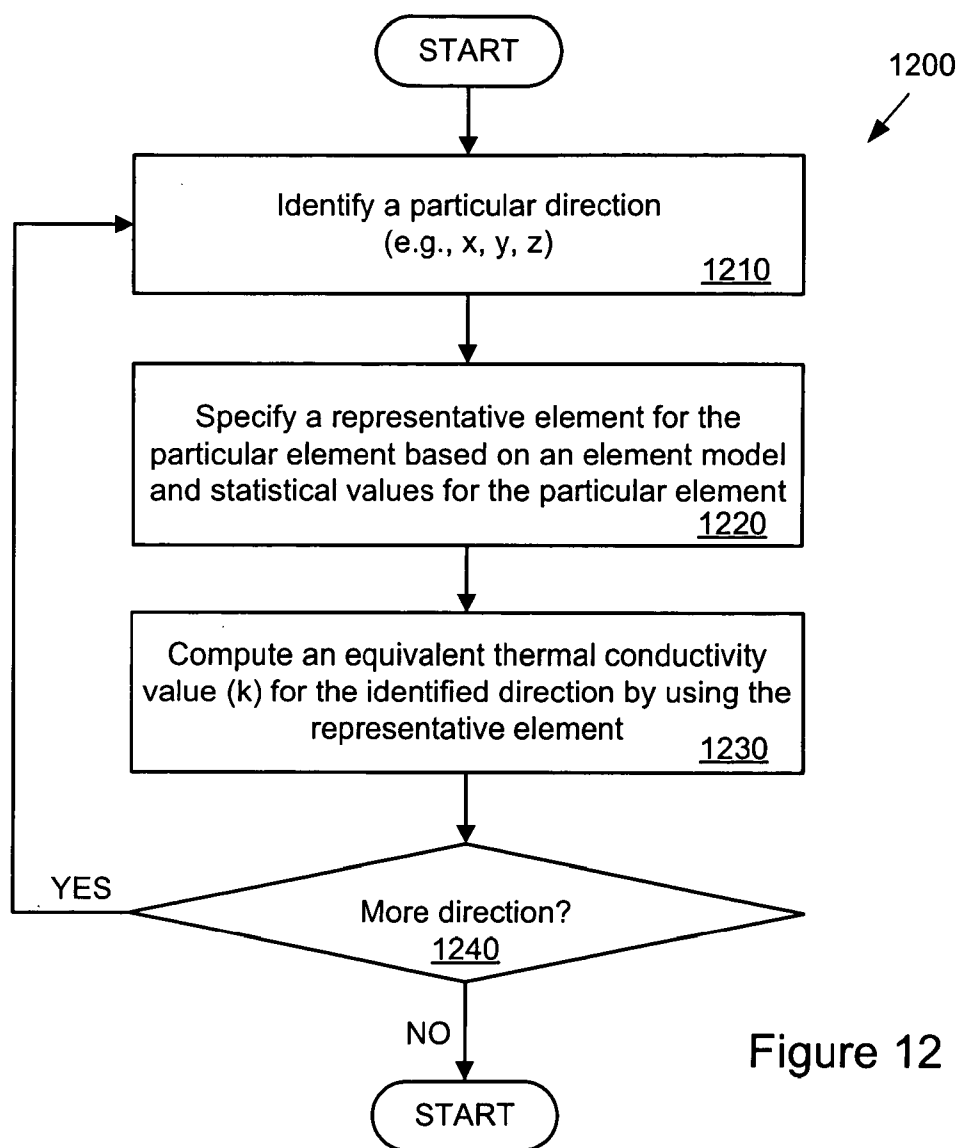 START
1200
Identify a particular direction
(e.g., x, y, z)
1210
Specify a representative element for the
particular element based on an element model
and statistical values for the particular element
1220
Compute an equivalent thermal conductivity
value (k) for the identified direction by using the
representative element
1230
YES
More direction?
1240
NO
START
Figure 12